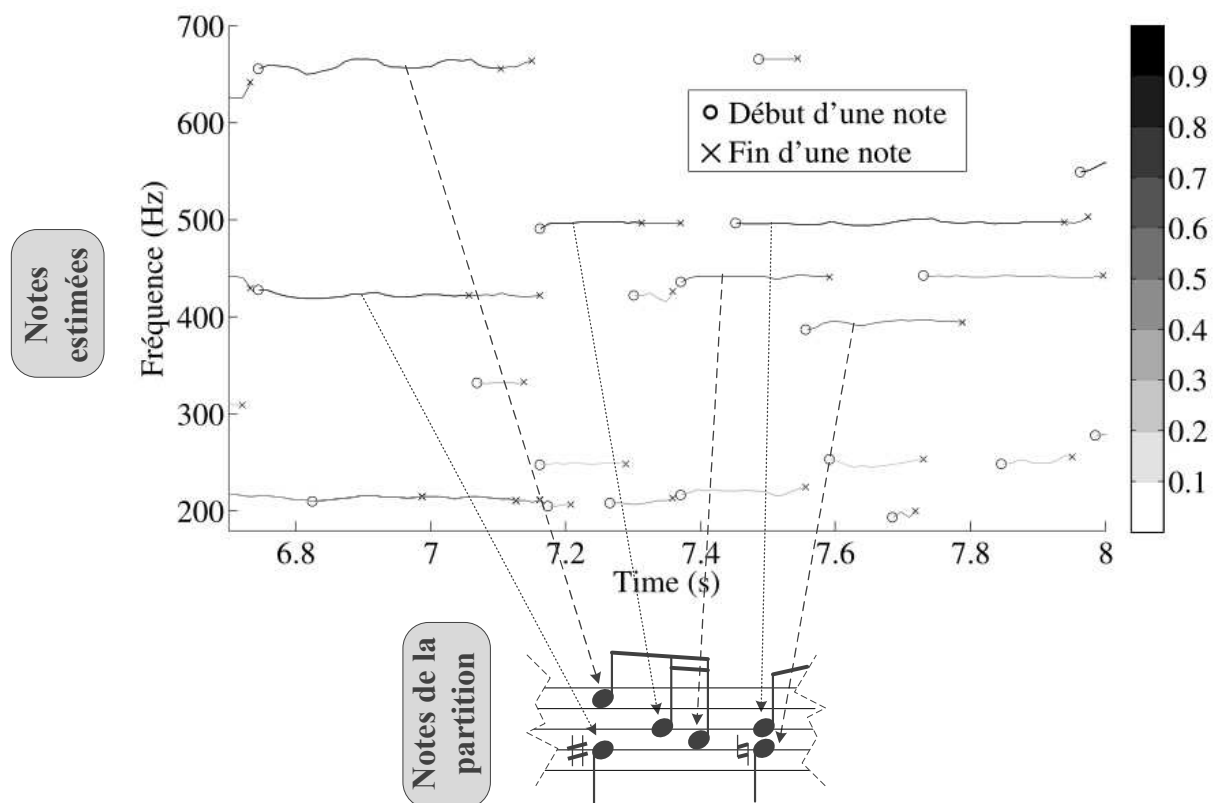 700
600
500
400
300
200
Fréquence (Hz)
Notes
estimées
Début d'une note
Fin d'une note
0.9
0.8
0.7
0.6
0.5
0.4
0.3
0.2
0.1
6.8
7
7.2
7.4
7.6
7.8
8
Time (s)
Notes de la
partition